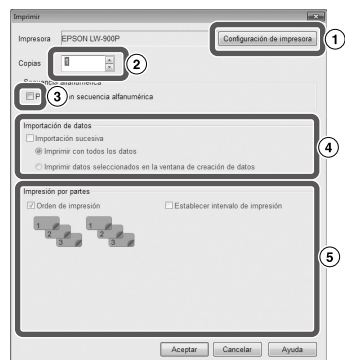 Imprimir
Impresora EPSON LW-900P Configuración de impresora 1
Copias 1 2
Secuencia alfanumérica
P 3 n secuencia alfanumérica
Importación de datos
Importación sucesiva
Imprimir con todos los datos 4
Imprimir datos seleccionados en la ventana de creación de datos
Impresión por partes
Orden de impresión Establecer intervalo de impresión
1 2 3 1 2 3
5
Aceptar Cancelar Ayuda